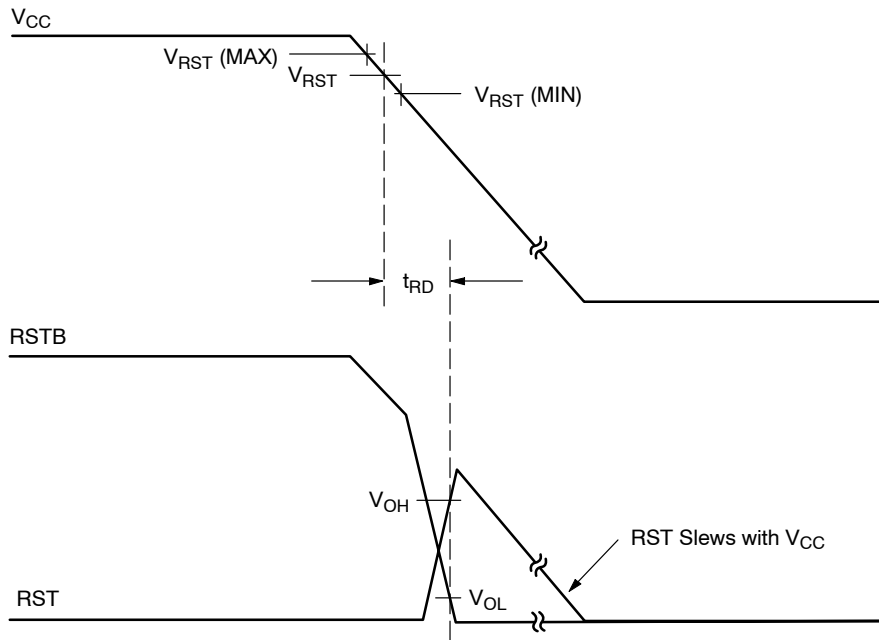 VCC
VRST (MAX)
VRST
VRST (MIN)
tRD
RSTB
VOH
RST Slews with VCC
RST
VOL